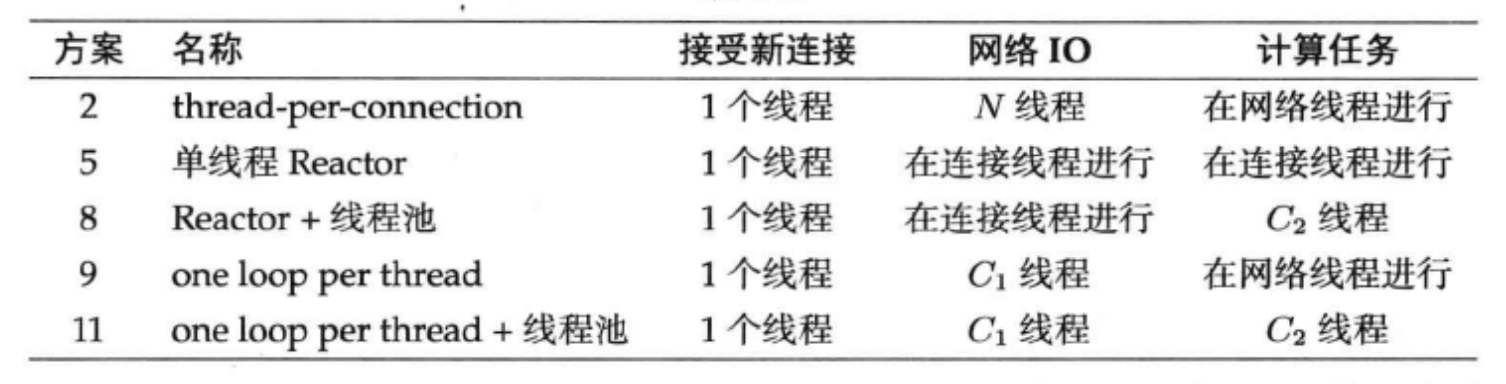 方案 名称 接受新连接 网络 IO 计算任务
2 thread-per-connection 1 个线程 N 线程 在网络线程进行
5 单线程 Reactor 1 个线程 在连接线程进行 在连接线程进行
8 Reactor + 线程池 1 个线程 在连接线程进行 C₂ 线程
9 one loop per thread 1 个线程 C₁ 线程 在网络线程进行
11 one loop per thread + 线程池 1 个线程 C₁ 线程 C₂ 线程